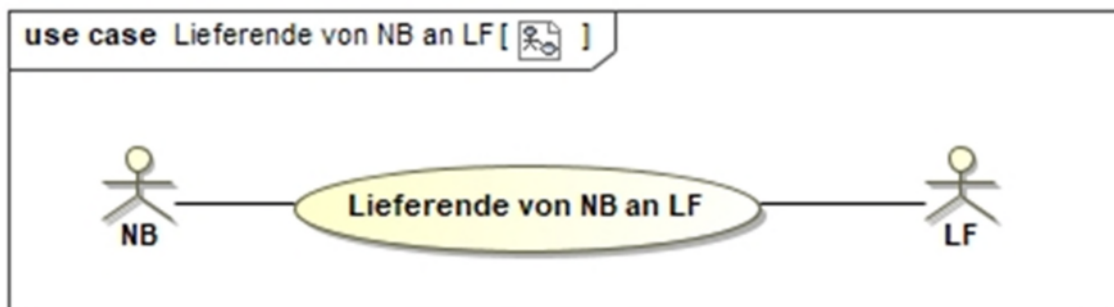 use case Lieferende von NB an LF [ ]
Lieferende von NB an LF
NB
LF